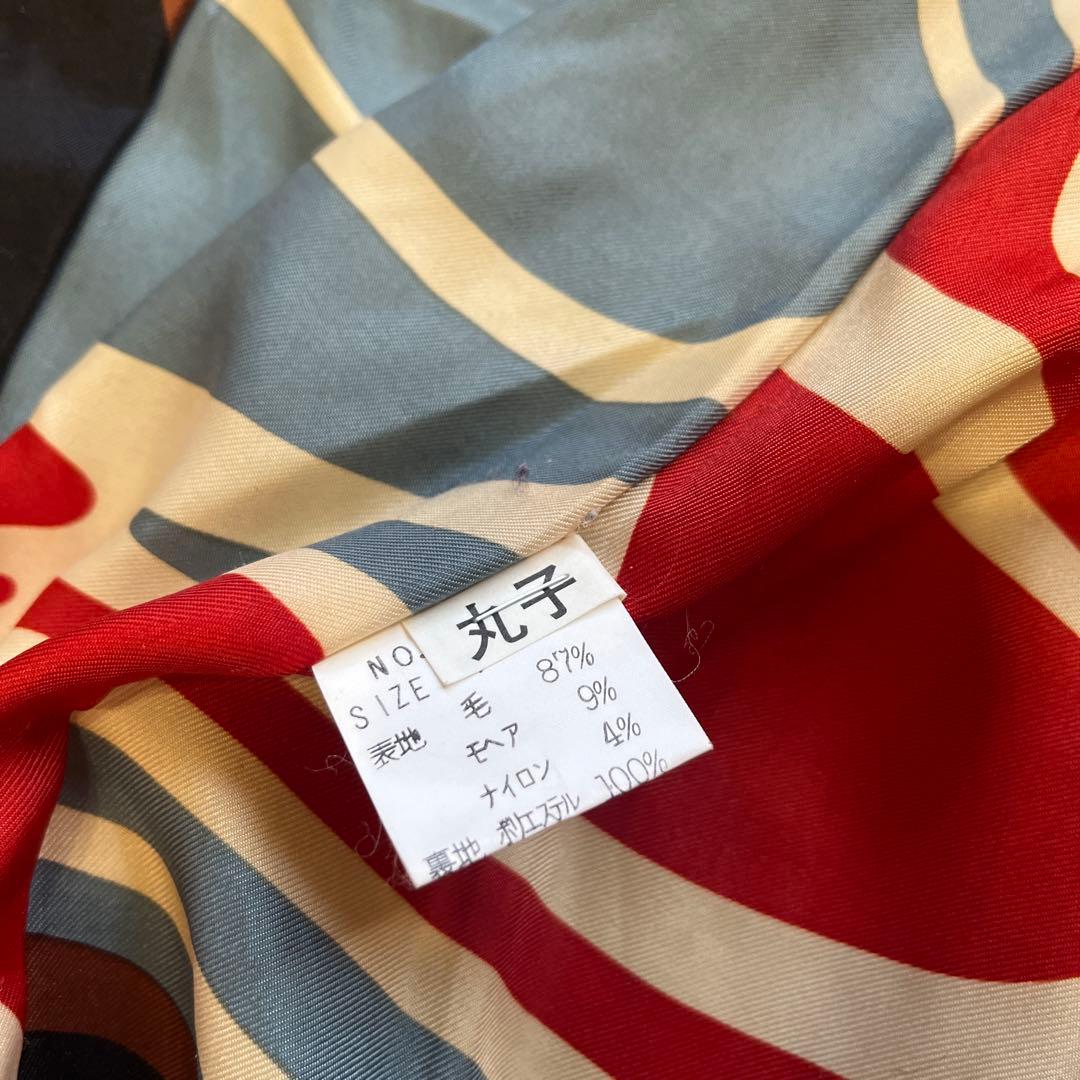 丸子
NO.
SIZE
表地 毛 87%
モヘア 9%
ナイロン 4%
裏地 ポリエステル 100%